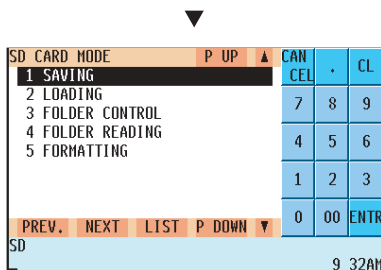 SD CARD MODE P UP ▲ CAN CEL . CL
1 SAVING
2 LOADING
3 FOLDER CONTROL
4 FOLDER READING
5 FORMATTING
7 8 9
4 5 6
1 2 3
0 00 ENTR
PREV. NEXT LIST P DOWN ▼
SD
9 32AM